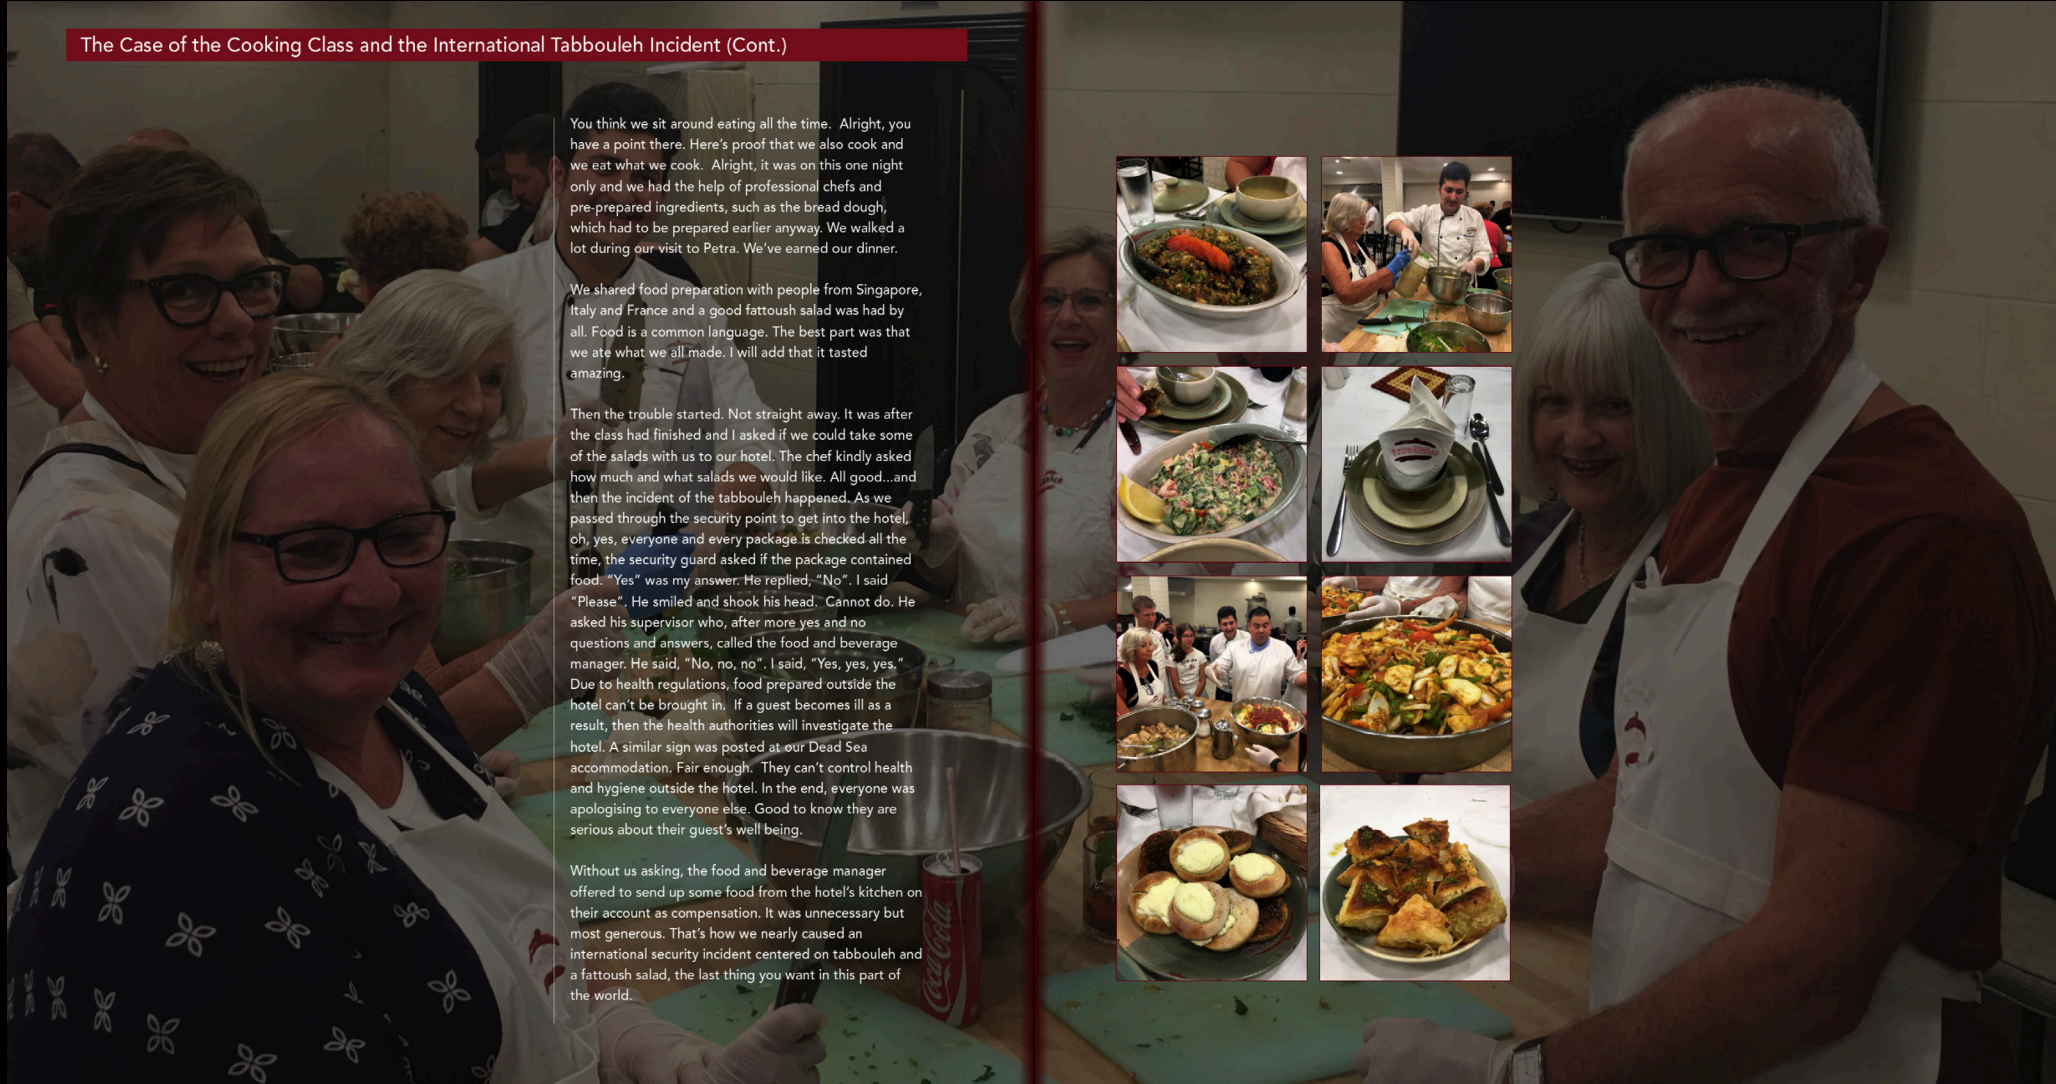 The Case of the Cooking Class and the International Tabbouleh Incident (Cont.)
You think we sit around eating all the time.  Alright, you
have a point there. Here's proof that we also cook and
we eat what we cook.  Alright, it was on this one night
only and we had the help of professional chefs and
pre-prepared ingredients, such as the bread dough,
which had to be prepared earlier anyway. We walked a
lot during our visit to Petra. We've earned our dinner.
We shared food preparation with people from Singapore,
Italy and France and a good fattoush salad was had by
all. Food is a common language. The best part was that
we ate what we all made. I will add that it tasted
amazing.
Then the trouble started. Not straight away. It was after
the class had finished and I asked if we could take some
of the salads with us to our hotel. The chef kindly asked
how much and what salads we would like. All good...and
then the incident of the tabbouleh happened. As we
passed through the security point to get into the hotel,
oh, yes, everyone and every package is checked all the
time, the security guard asked if the package contained
food. “Yes” was my answer. He replied, “No”. I said
“Please”. He smiled and shook his head.  Cannot do. He
asked his supervisor who, after more yes and no
questions and answers, called the food and beverage
manager. He said, “No, no, no”. I said, “Yes, yes, yes.”
Due to health regulations, food prepared outside the
hotel can't be brought in.  If a guest becomes ill as a
result, then the health authorities will investigate the
hotel. A similar sign was posted at our Dead Sea
accommodation. Fair enough.  They can't control health
and hygiene outside the hotel. In the end, everyone was
apologising to everyone else. Good to know they are
serious about their guest's well being.
Without us asking, the food and beverage manager
offered to send up some food from the hotel's kitchen on
their account as compensation. It was unnecessary but
most generous. That's how we nearly caused an
international security incident centered on tabbouleh and
a fattoush salad, the last thing you want in this part of
the world.
Coca-Cola